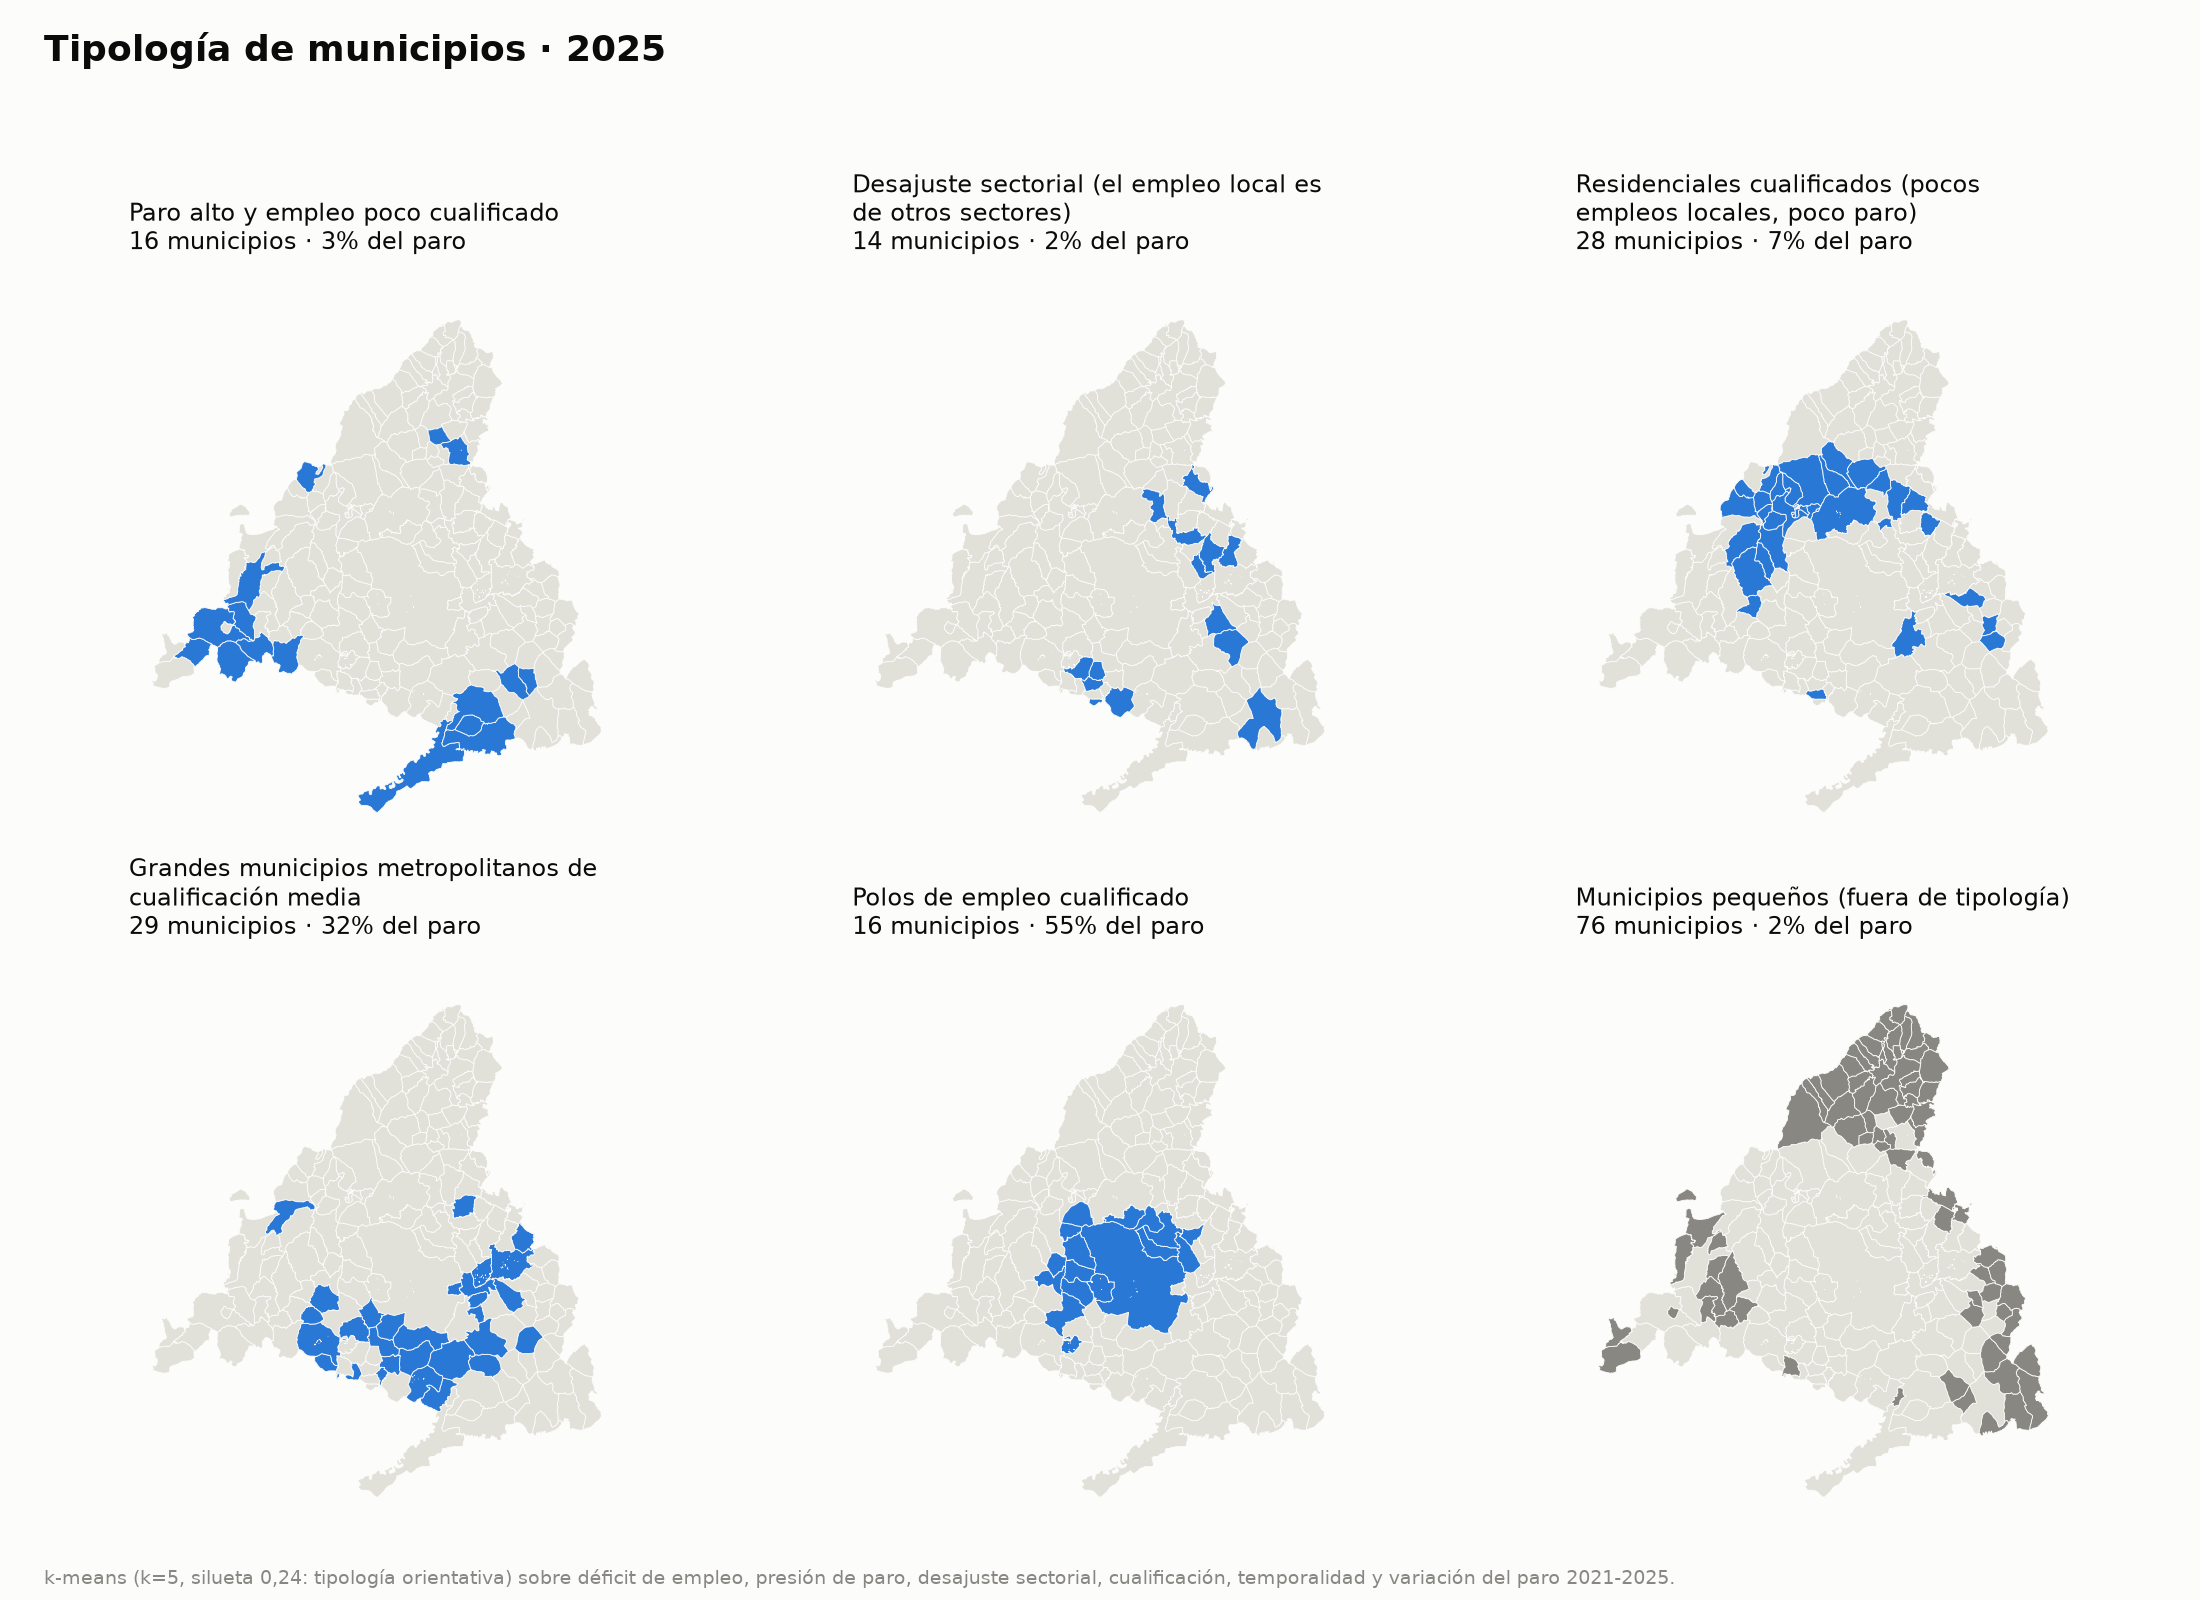 Tipología de municipios · 2025
Paro alto y empleo poco cualificado
16 municipios · 3% del paro
Desajuste sectorial (el empleo local es
de otros sectores)
14 municipios · 2% del paro
Residenciales cualificados (pocos
empleos locales, poco paro)
28 municipios · 7% del paro
Grandes municipios metropolitanos de
cualificación media
29 municipios · 32% del paro
Polos de empleo cualificado
16 municipios · 55% del paro
Municipios pequeños (fuera de tipología)
76 municipios · 2% del paro
k-means (k=5, silueta 0,24: tipología orientativa) sobre déficit de empleo, presión de paro, desajuste sectorial, cualificación, temporalidad y variación del paro 2021-2025.